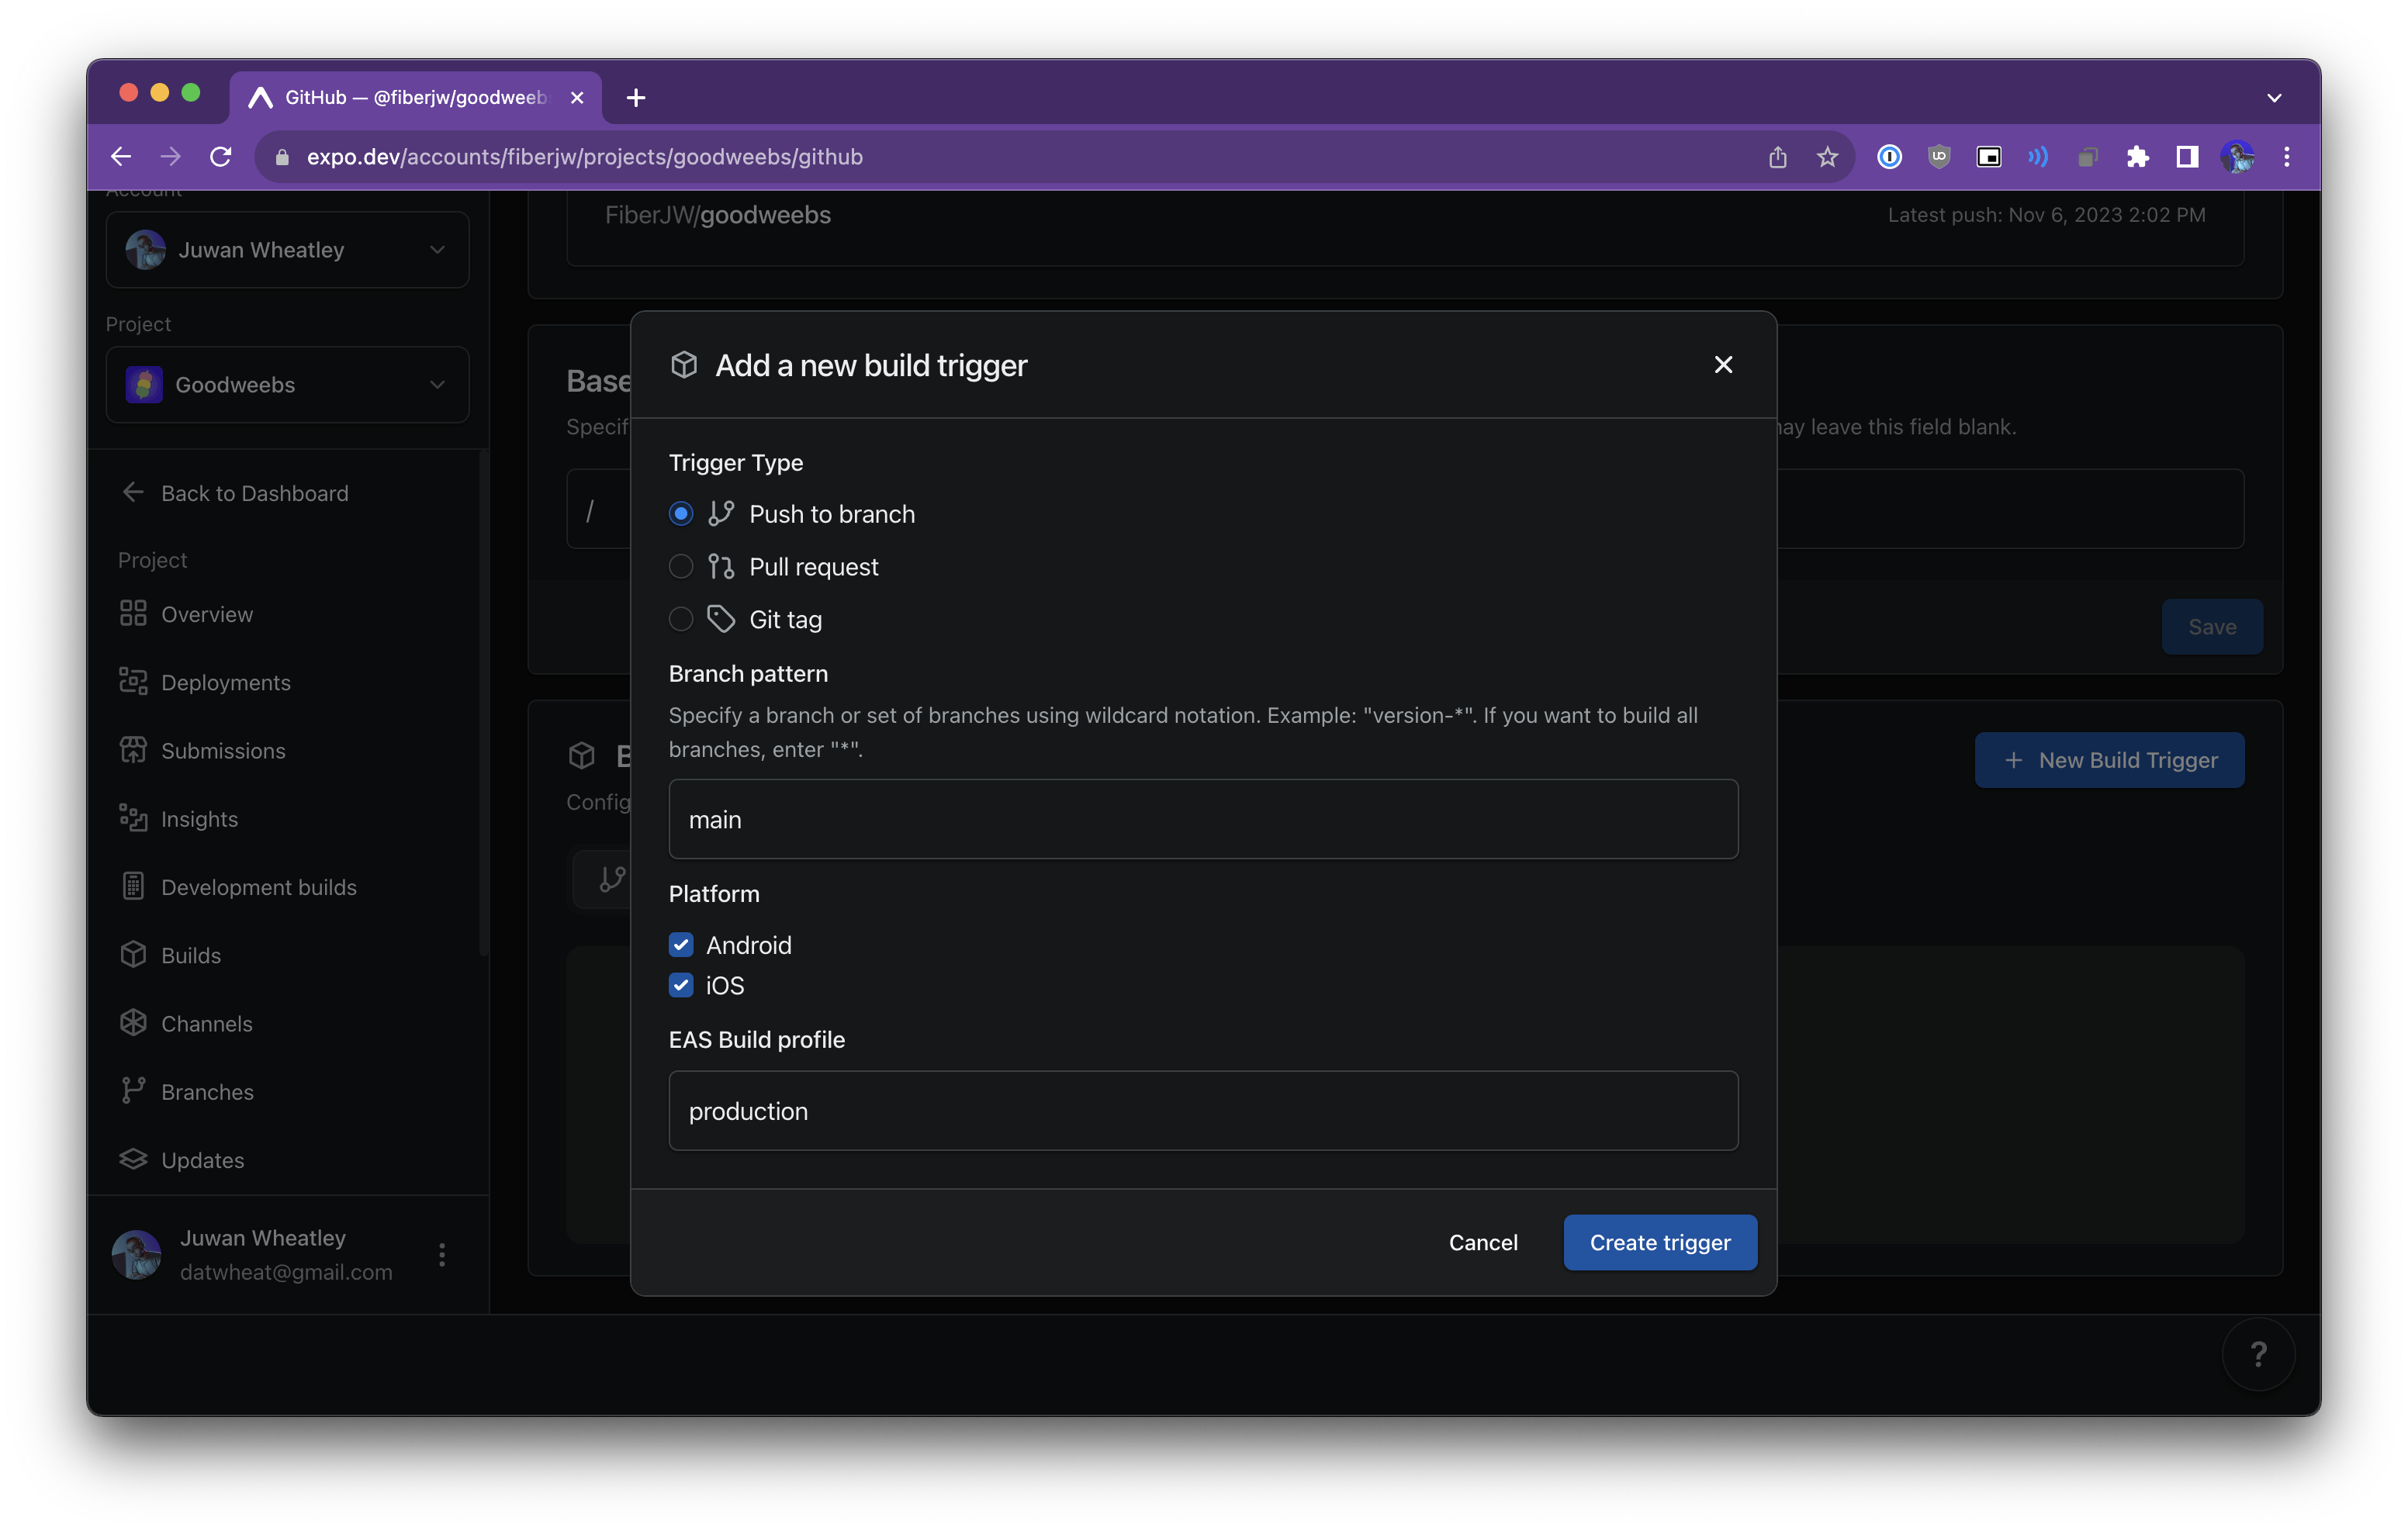 GitHub — @fiberjw/goodweebs
expo.dev/accounts/fiberjw/projects/goodweebs/github
Account
Juwan Wheatley
Project
Goodweebs
Back to Dashboard
Project
Overview
Deployments
Submissions
Insights
Development builds
Builds
Channels
Branches
Updates
Juwan Wheatley
datwheat@gmail.com
FiberJW/goodweebs
Latest push: Nov 6, 2023 2:02 PM
Base
Specif
may leave this field blank.
/
Save
New Build Trigger
Config
Add a new build trigger
Trigger Type
Push to branch
Pull request
Git tag
Branch pattern
Specify a branch or set of branches using wildcard notation. Example: "version-*". If you want to build all
branches, enter "*".
main
Platform
Android
iOS
EAS Build profile
production
Cancel
Create trigger
?